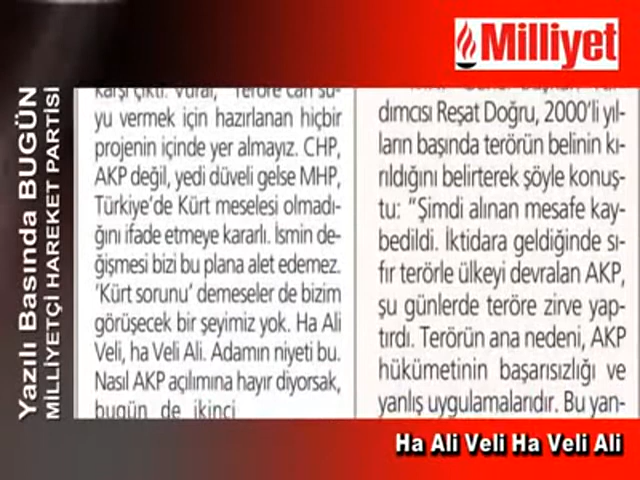 Milliyet
Yazılı Basında BUGÜN
MİLLİYETÇİ HAREKET PARTİSİ
karşı çıktı. Vural, "Teröre can su-
yu vermek için hazırlanan hiçbir
projenin içinde yer almayız. CHP,
AKP değil, yedi düveli gelse MHP,
Türkiye'de Kürt meselesi olmadı-
ğını ifade etmeye kararlı. İsmin de-
ğişmesi bizi bu plana alet edemez.
'Kürt sorunu' demeseler de bizim
görüşecek bir şeyimiz yok. Ha Ali
Veli, ha Veli Ali. Adamın niyeti bu.
Nasıl AKP açılımına hayır diyorsak,
bugün de ikinci
dımcısı Reşat Doğru, 2000'li yıl-
ların başında terörün belinin kı-
rıldığını belirterek şöyle konuş-
tu: "Şimdi alınan mesafe kay-
bedildi. İktidara geldiğinde sı-
fır terörle ülkeyi devralan AKP,
şu günlerde teröre zirve yap-
tırdı. Terörün ana nedeni, AKP
hükümetinin başarısızlığı ve
yanlış uygulamalarıdır. Bu yan-
Ha Ali Veli Ha Veli Ali